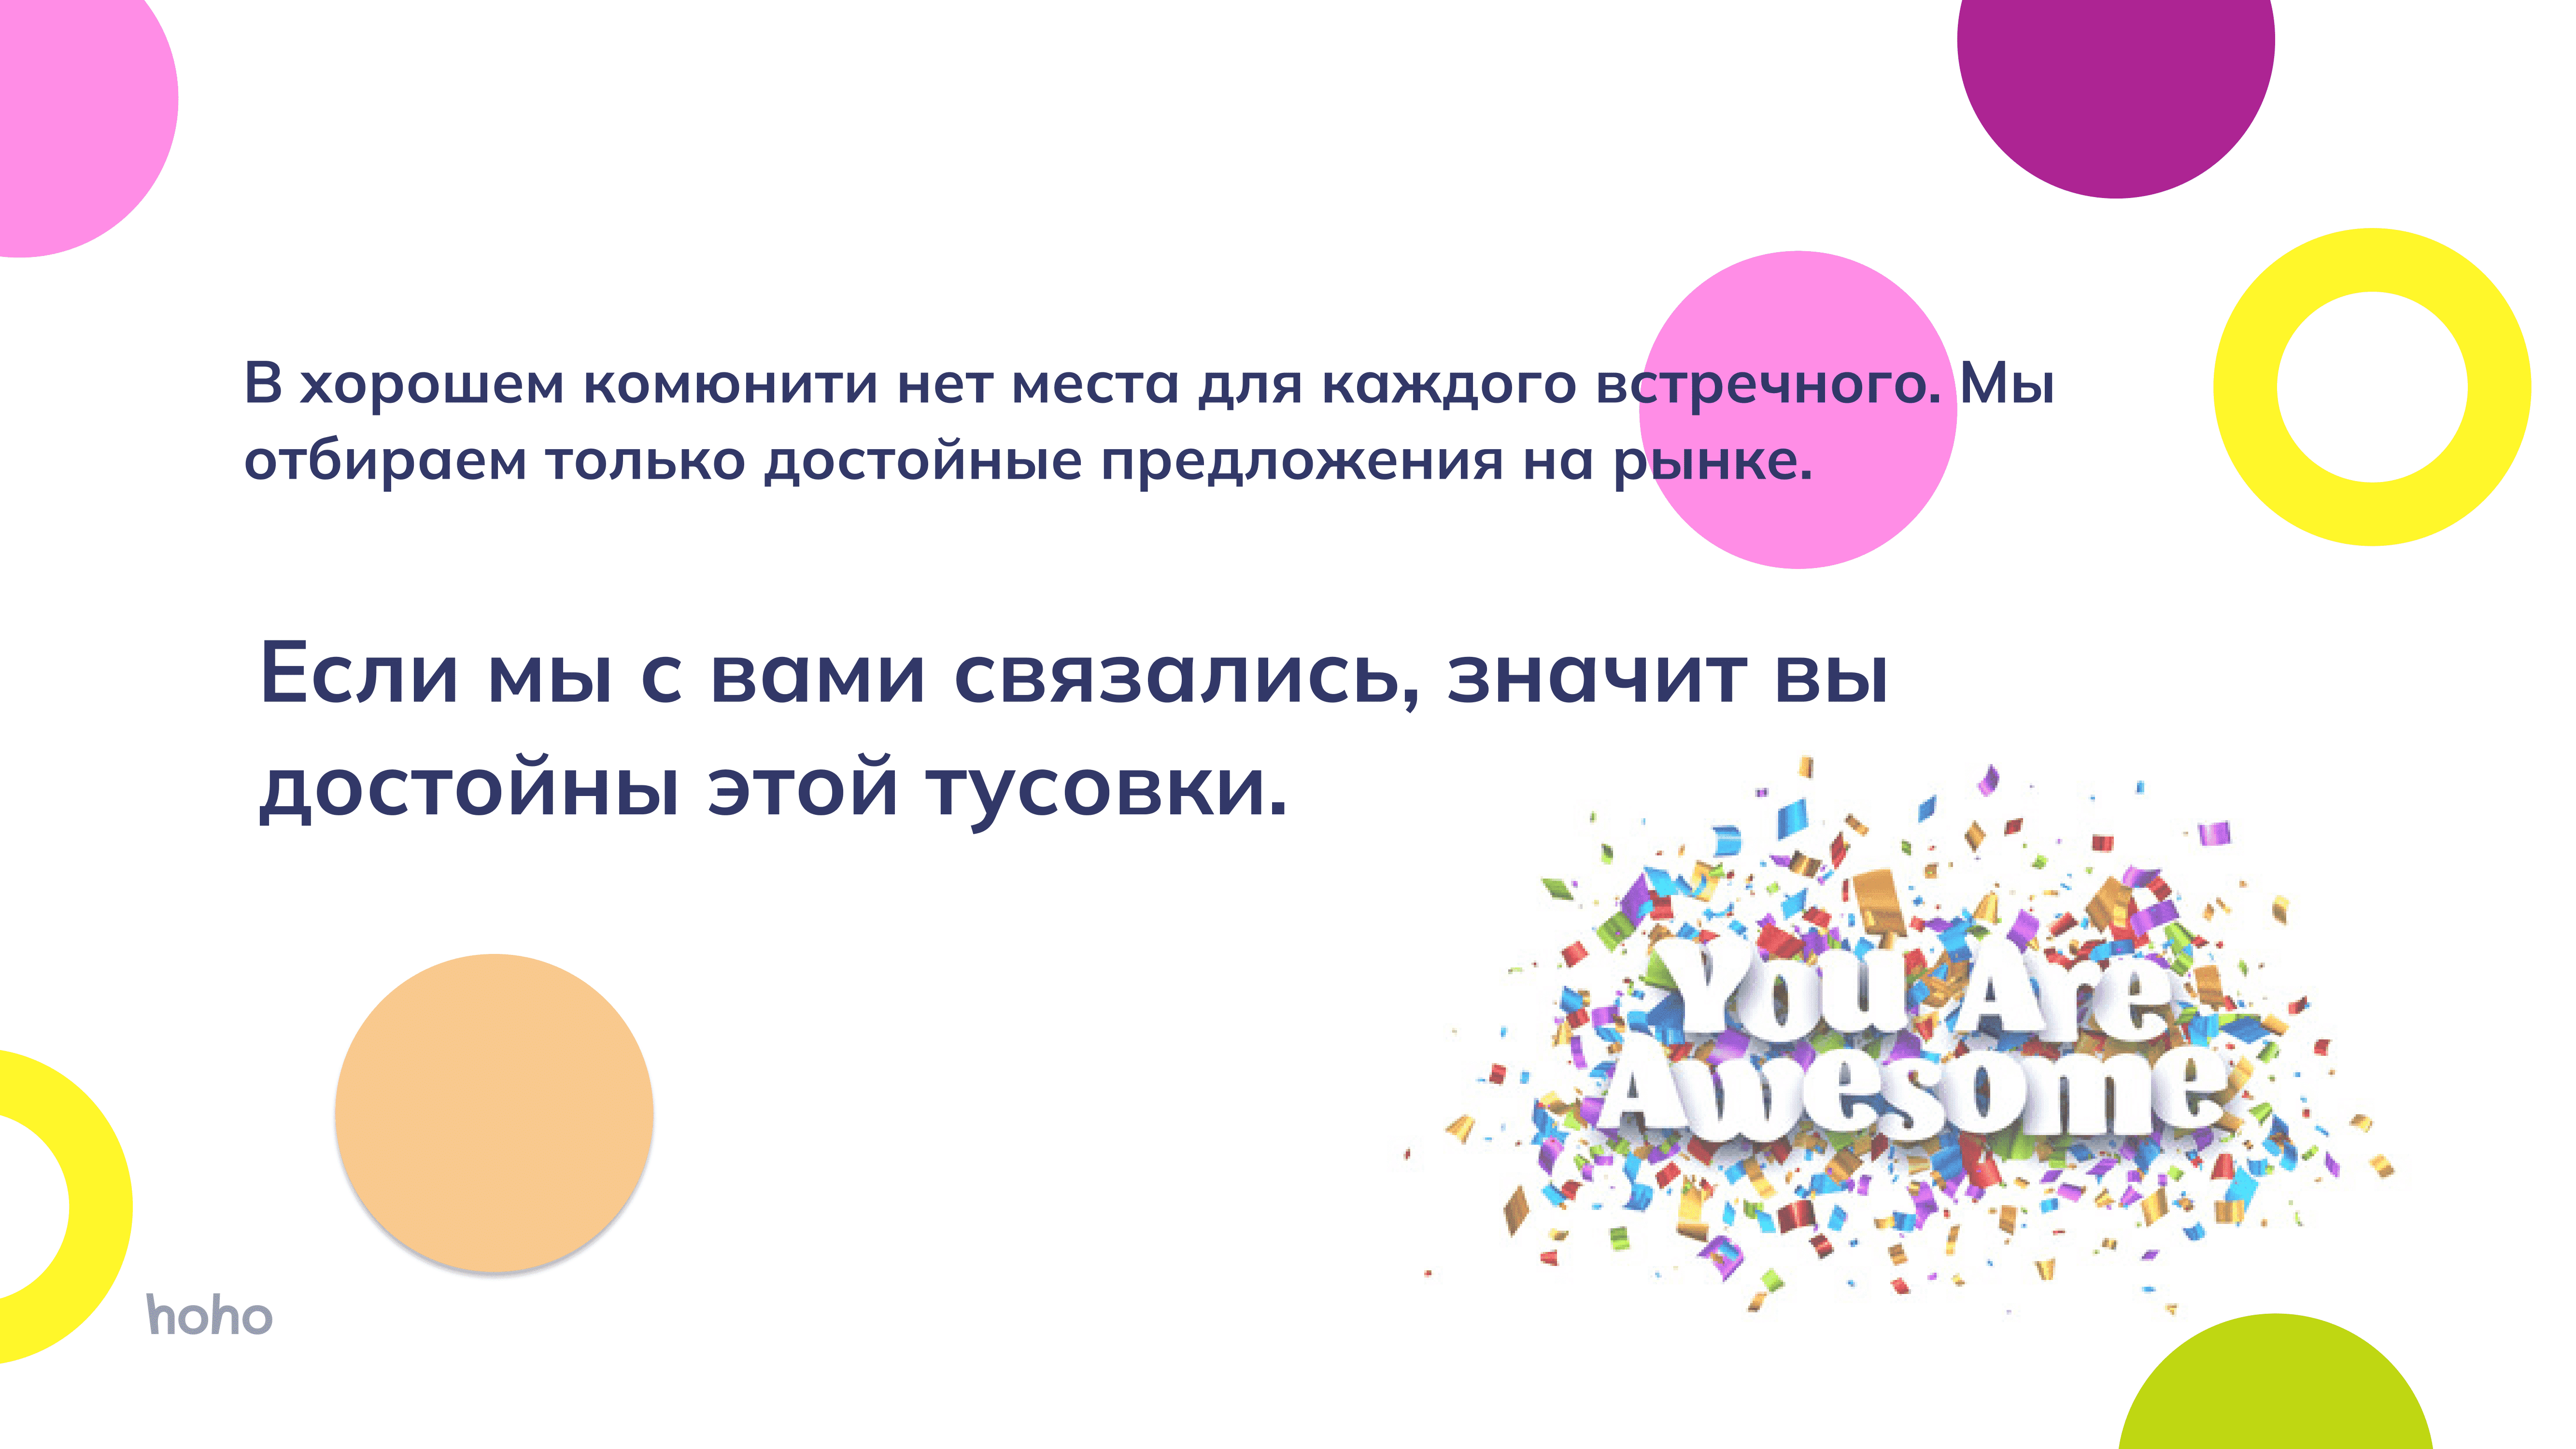 В хорошем комюнити нет места для каждого встречного. Мы
отбираем только достойные предложения на рынке.
Если мы с вами связались, значит вы
достойны этой тусовки.
You Are
Awesome
hoho